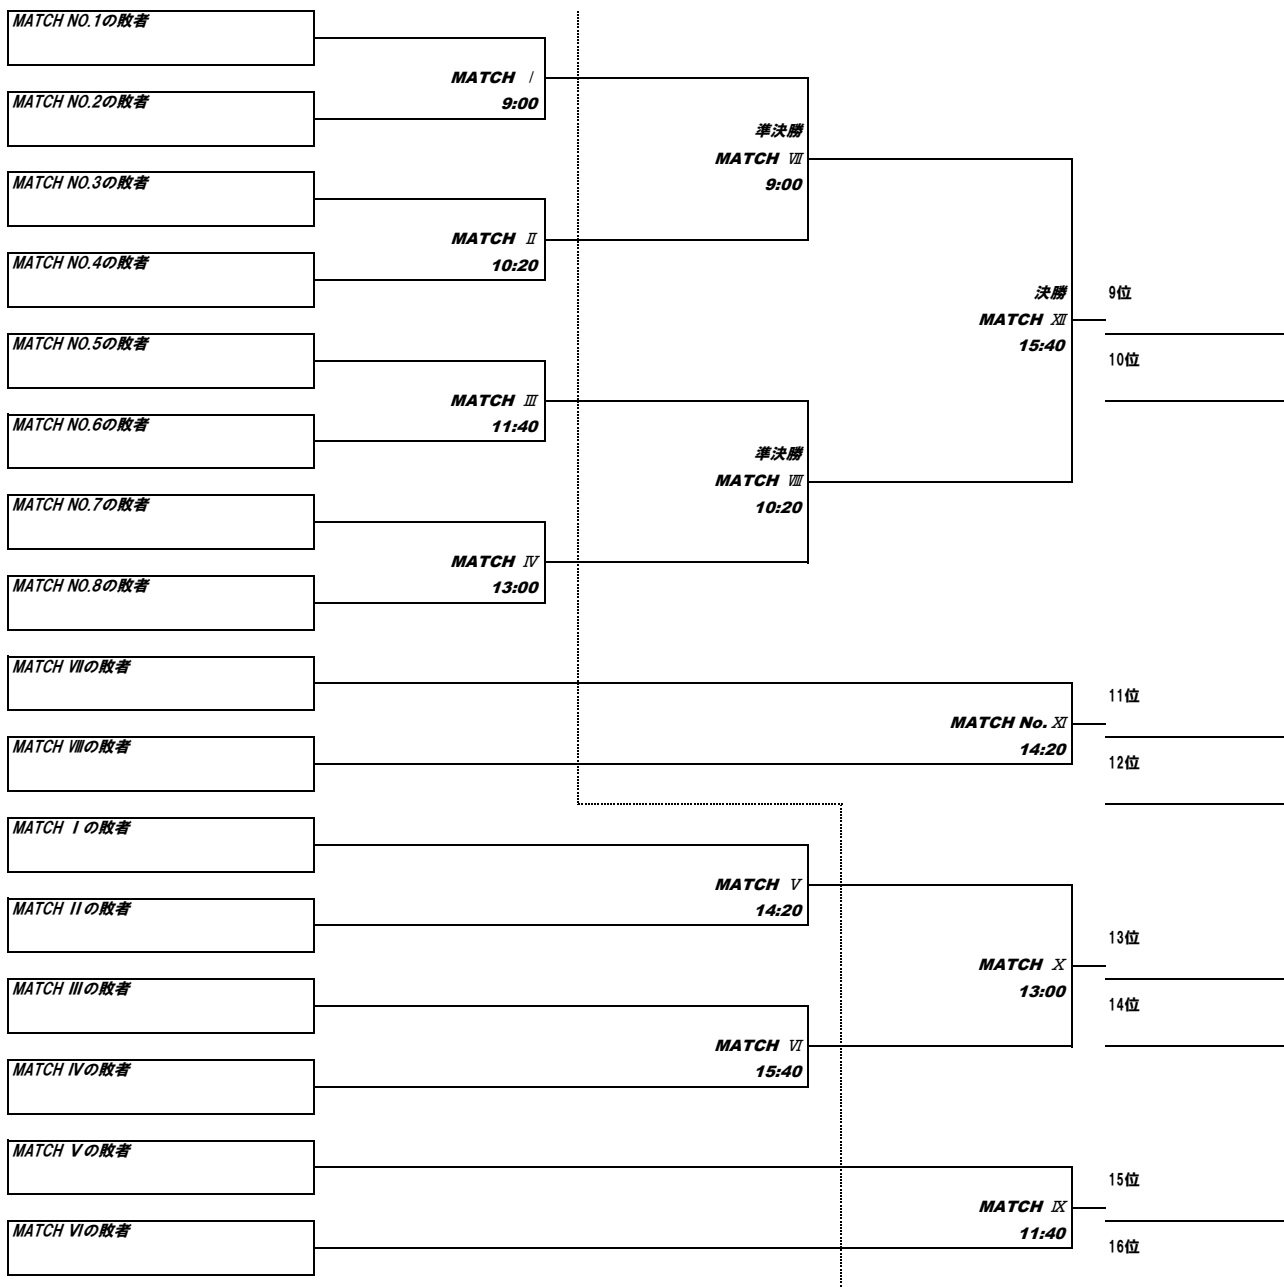 MATCH NO.1の敗者
MATCH Ⅰ
9:00
MATCH NO.2の敗者
準決勝
MATCH Ⅶ
9:00
MATCH NO.3の敗者
MATCH Ⅱ
10:20
MATCH NO.4の敗者
決勝
MATCH Ⅻ
15:40
9位
10位
MATCH NO.5の敗者
MATCH Ⅲ
11:40
MATCH NO.6の敗者
準決勝
MATCH Ⅷ
10:20
MATCH NO.7の敗者
MATCH Ⅳ
13:00
MATCH NO.8の敗者
MATCH Ⅶの敗者
MATCH No. Ⅺ
14:20
11位
12位
MATCH Ⅷの敗者
MATCH Ⅰの敗者
MATCH Ⅴ
14:20
MATCH Ⅱの敗者
MATCH Ⅹ
13:00
13位
14位
MATCH Ⅲの敗者
MATCH Ⅵ
15:40
MATCH Ⅳの敗者
MATCH Ⅴの敗者
MATCH Ⅸ
11:40
15位
16位
MATCH Ⅵの敗者